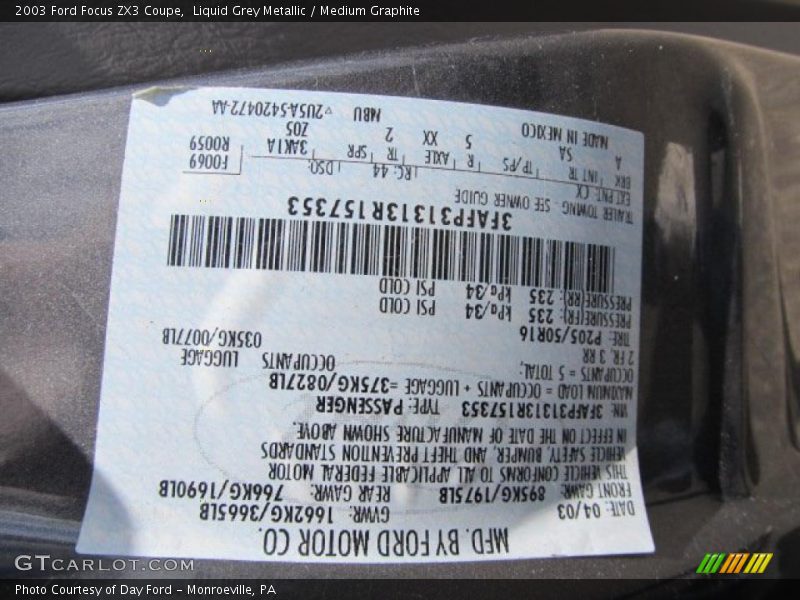 2003 Ford Focus ZX3 Coupe, Liquid Grey Metallic / Medium Graphite
MFD. BY FORD MOTOR CO.
DATE: 04/03 GVWR: 1662KG/3665LB
FRONT GAWR: 895KG/1975LB REAR GAWR: 766KG/1690LB
THIS VEHICLE CONFORMS TO ALL APPLICABLE FEDERAL MOTOR
VEHICLE SAFETY, BUMPER, AND THEFT PREVENTION STANDARDS
IN EFFECT ON THE DATE OF MANUFACTURE SHOWN ABOVE.
VIN: 3FAFP31313R157353 TYPE: PASSENGER
MAXIMUM LOAD = OCCUPANTS + LUGGAGE =375KG/0827LB
OCCUPANTS = 5 TOTAL: OCCUPANTS LUGGAGE
2 FR, 3 RR 035KG/0077LB
TIRE: P205/50R16
PRESSURE(FR): 235 kPa/34 PSI COLD
PRESSURE(RR): 235 kPa/34 PSI COLD
3FAFP31313R157353
TRAILER TOWING- SEE OWNER GUIDE
EXT PNT: CX RC: 44 DSO: F0069
BRK INT TR TP/PS R AXLE TR SPR 3AK1A R0059
A SA 5 XX 2 Z05
MADE IN MEXICO MBU 2U5A-5420472-AA
GTCARLOT.COM
Photo Courtesy of Day Ford – Monroeville, PA